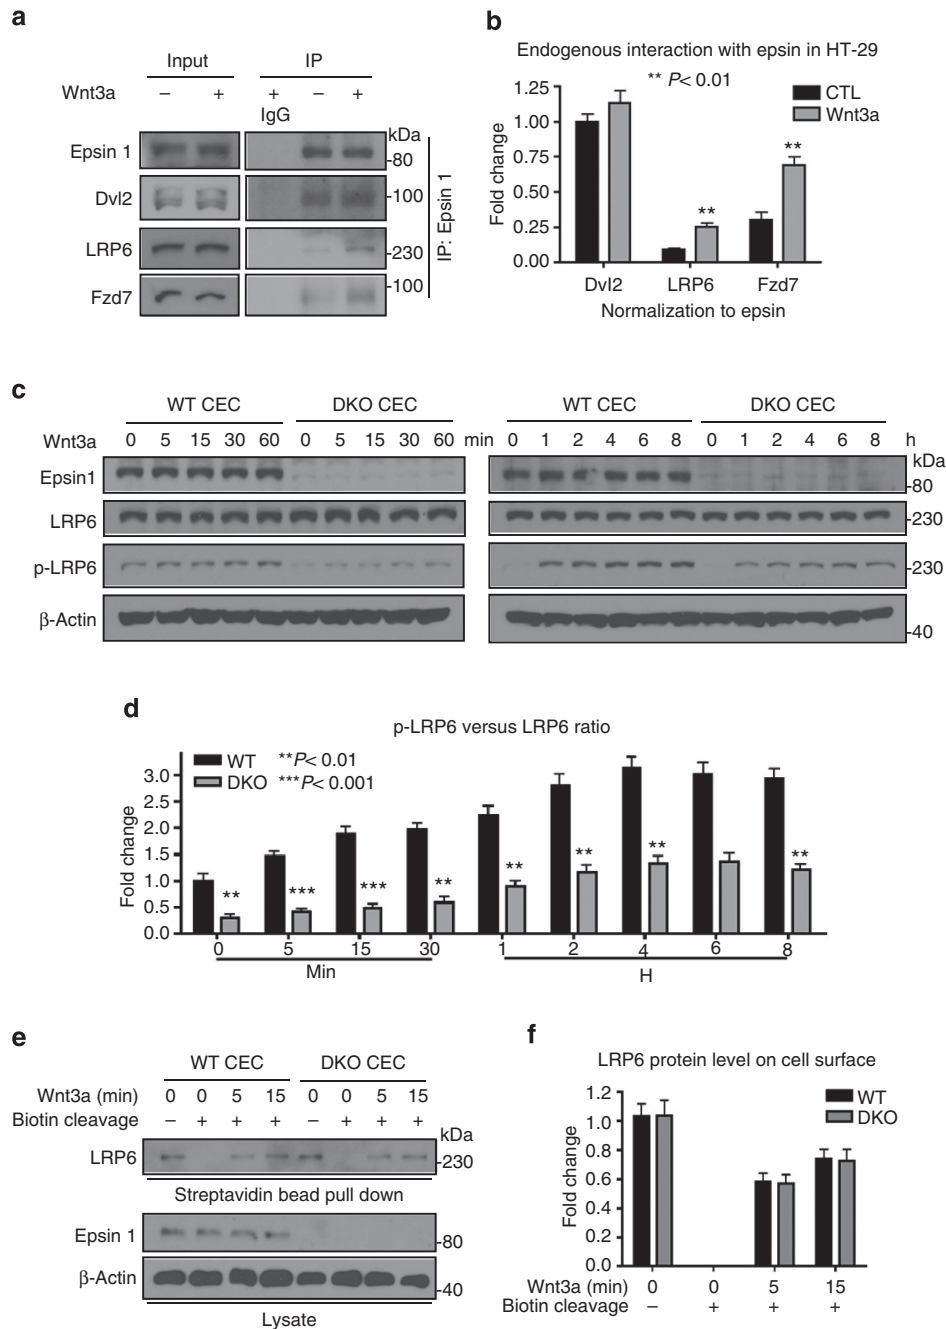 a
Input IP
Wnt3a – + + – +
IgG
kDa
Epsin 1 -80
Dvl2 -100
LRP6 -230
Fzd7 -100
IP: Epsin 1
b
Endogenous interaction with epsin in HT-29
** P< 0.01
CTL
Wnt3a
Fold change
1.25
1.00
0.75
0.50
0.25
0.00
**
**
Dvl2 LRP6 Fzd7
Normalization to epsin
c
WT CEC DKO CEC WT CEC DKO CEC
Wnt3a 0 5 15 30 60 0 5 15 30 60 min 0 1 2 4 6 8 0 1 2 4 6 8 h
kDa
Epsin1 -80
LRP6 -230
p-LRP6 -230
β-Actin -40
d
p-LRP6 versus LRP6 ratio
WT **P< 0.01
DKO ***P< 0.001
Fold change
3.0
2.5
2.0
1.5
1.0
0.5
0.0
** *** *** ** ** ** ** **
0 5 15 30 1 2 4 6 8
Min H
e
WT CEC DKO CEC
Wnt3a (min) 0 0 5 15 0 0 5 15
Biotin cleavage – + + + – + + +
kDa
LRP6 -230
Streptavidin bead pull down
Epsin 1 -80
β-Actin -40
Lysate
f
LRP6 protein level on cell surface
WT
DKO
Fold change
1.2
1.0
0.8
0.6
0.4
0.2
0.0
Wnt3a (min) 0 0 5 15
Biotin cleavage – + + +